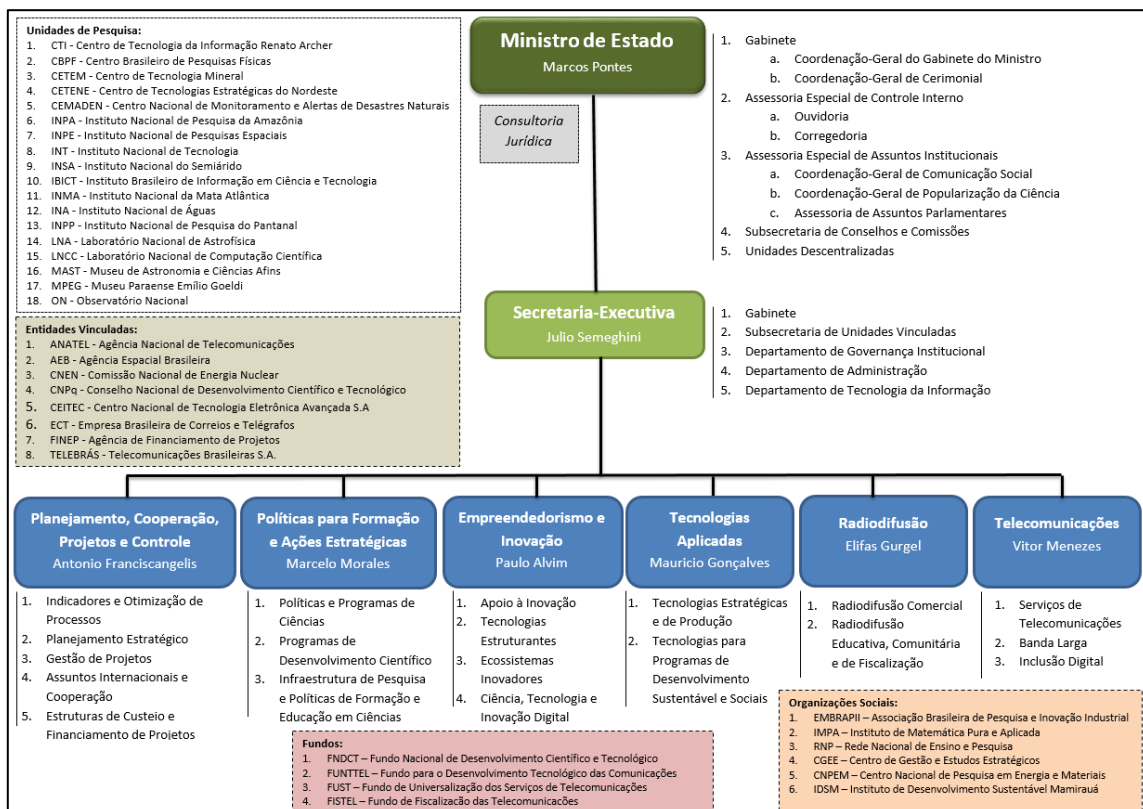 Unidades de Pesquisa:
1. CTI - Centro de Tecnologia da Informação Renato Archer
2. CBPF - Centro Brasileiro de Pesquisas Físicas
3. CETEM - Centro de Tecnologia Mineral
4. CETENE - Centro de Tecnologias Estratégicas do Nordeste
5. CEMADEN - Centro Nacional de Monitoramento e Alertas de Desastres Naturais
6. INPA - Instituto Nacional de Pesquisa da Amazônia
7. INPE - Instituto Nacional de Pesquisas Espaciais
8. INT - Instituto Nacional de Tecnologia
9. INSA - Instituto Nacional do Semiárido
10. IBICT - Instituto Brasileiro de Informação em Ciência e Tecnologia
11. INMA - Instituto Nacional da Mata Atlântica
12. INA - Instituto Nacional de Águas
13. INPP - Instituto Nacional de Pesquisa do Pantanal
14. LNA - Laboratório Nacional de Astrofísica
15. LNCC - Laboratório Nacional de Computação Científica
16. MAST - Museu de Astronomia e Ciências Afins
17. MPEG - Museu Paraense Emílio Goeldi
18. ON - Observatório Nacional
Ministro de Estado
Marcos Pontes
Consultoria
Jurídica
1. Gabinete
a. Coordenação-Geral do Gabinete do Ministro
b. Coordenação-Geral de Cerimonial
2. Assessoria Especial de Controle Interno
a. Ouvidoria
b. Corregedoria
3. Assessoria Especial de Assuntos Institucionais
a. Coordenação-Geral de Comunicação Social
b. Coordenação-Geral de Popularização da Ciência
c. Assessoria de Assuntos Parlamentares
4. Subsecretaria de Conselhos e Comissões
5. Unidades Descentralizadas
Entidades Vinculadas:
1. ANATEL - Agência Nacional de Telecomunicações
2. AEB - Agência Espacial Brasileira
3. CNEN - Comissão Nacional de Energia Nuclear
4. CNPq - Conselho Nacional de Desenvolvimento Científico e Tecnológico
5. CEITEC - Centro Nacional de Tecnologia Eletrônica Avançada S.A
6. ECT - Empresa Brasileira de Correios e Telégrafos
7. FINEP - Agência de Financiamento de Projetos
8. TELEBRÁS - Telecomunicações Brasileiras S.A.
Secretaria-Executiva
Julio Semeghini
1. Gabinete
2. Subsecretaria de Unidades Vinculadas
3. Departamento de Governança Institucional
4. Departamento de Administração
5. Departamento de Tecnologia da Informação
Planejamento, Cooperação,
Projetos e Controle
Antonio Franciscangelis
1. Indicadores e Otimização de
Processos
2. Planejamento Estratégico
3. Gestão de Projetos
4. Assuntos Internacionais e
Cooperação
5. Estruturas de Custeio e
Financiamento de Projetos
Políticas para Formação
e Ações Estratégicas
Marcelo Morales
1. Políticas e Programas de
Ciências
2. Programas de
Desenvolvimento Científico
3. Infraestrutura de Pesquisa
e Políticas de Formação e
Educação em Ciências
Empreendedorismo e
Inovação
Paulo Alvim
1. Apoio à Inovação
2. Tecnologias
Estruturantes
3. Ecossistemas
Inovadores
4. Ciência, Tecnologia e
Inovação Digital
Tecnologias
Aplicadas
Mauricio Gonçalves
1. Tecnologias Estratégicas
e de Produção
2. Tecnologias para
Programas de
Desenvolvimento
Sustentável e Sociais
Radiodifusão
Elifas Gurgel
1. Radiodifusão Comercial
2. Radiodifusão
Educativa, Comunitária
e de Fiscalização
Telecomunicações
Vitor Menezes
1. Serviços de
Telecomunicações
2. Banda Larga
3. Inclusão Digital
Fundos:
1. FNDCT – Fundo Nacional de Desenvolvimento Científico e Tecnológico
2. FUNTTEL – Fundo para o Desenvolvimento Tecnológico das Comunicações
3. FUST – Fundo de Universalização dos Serviços de Telecomunicações
4. FISTEL – Fundo de Fiscalização das Telecomunicações
Organizações Sociais:
1. EMBRAPII – Associação Brasileira de Pesquisa e Inovação Industrial
2. IMPA – Instituto de Matemática Pura e Aplicada
3. RNP – Rede Nacional de Ensino e Pesquisa
4. CGEE – Centro de Gestão e Estudos Estratégicos
5. CNPEM – Centro Nacional de Pesquisa em Energia e Materiais
6. IDSM – Instituto de Desenvolvimento Sustentável Mamirauá